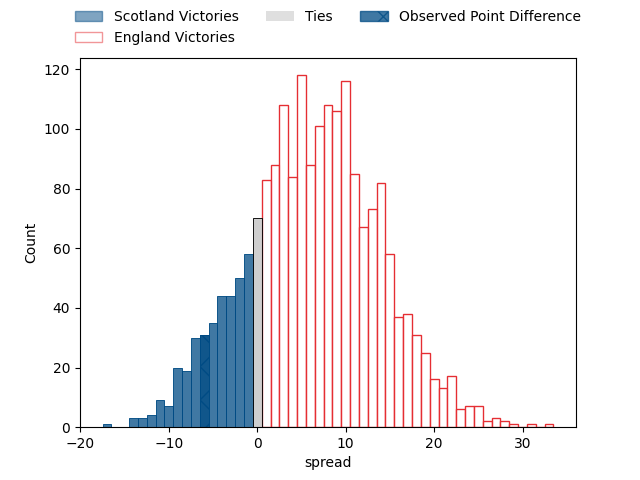 Scotland Victories
England Victories
Ties
Observed Point Difference
Count
120
100
80
60
40
20
0
−20 −10 0 10 20 30
spread